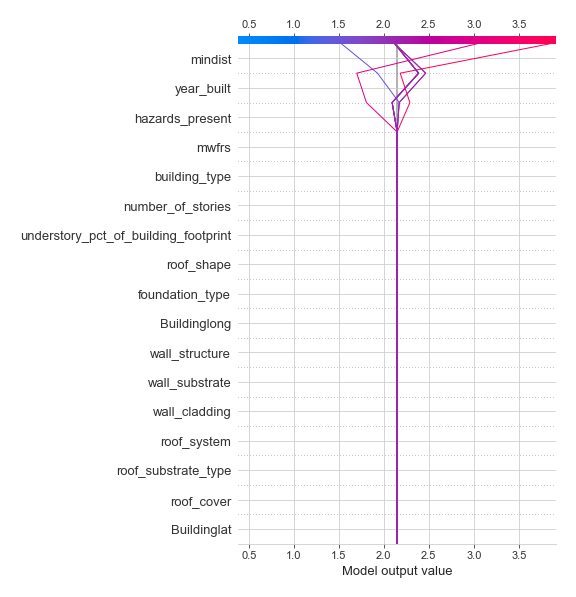 0.5 1.0 1.5 2.0 2.5 3.0 3.5
mindist
year_built
hazards_present
mwfrs
building_type
number_of_stories
understory_pct_of_building_footprint
roof_shape
foundation_type
Buildinglong
wall_structure
wall_substrate
wall_cladding
roof_system
roof_substrate_type
roof_cover
Buildinglat
0.5 1.0 1.5 2.0 2.5 3.0 3.5
Model output value